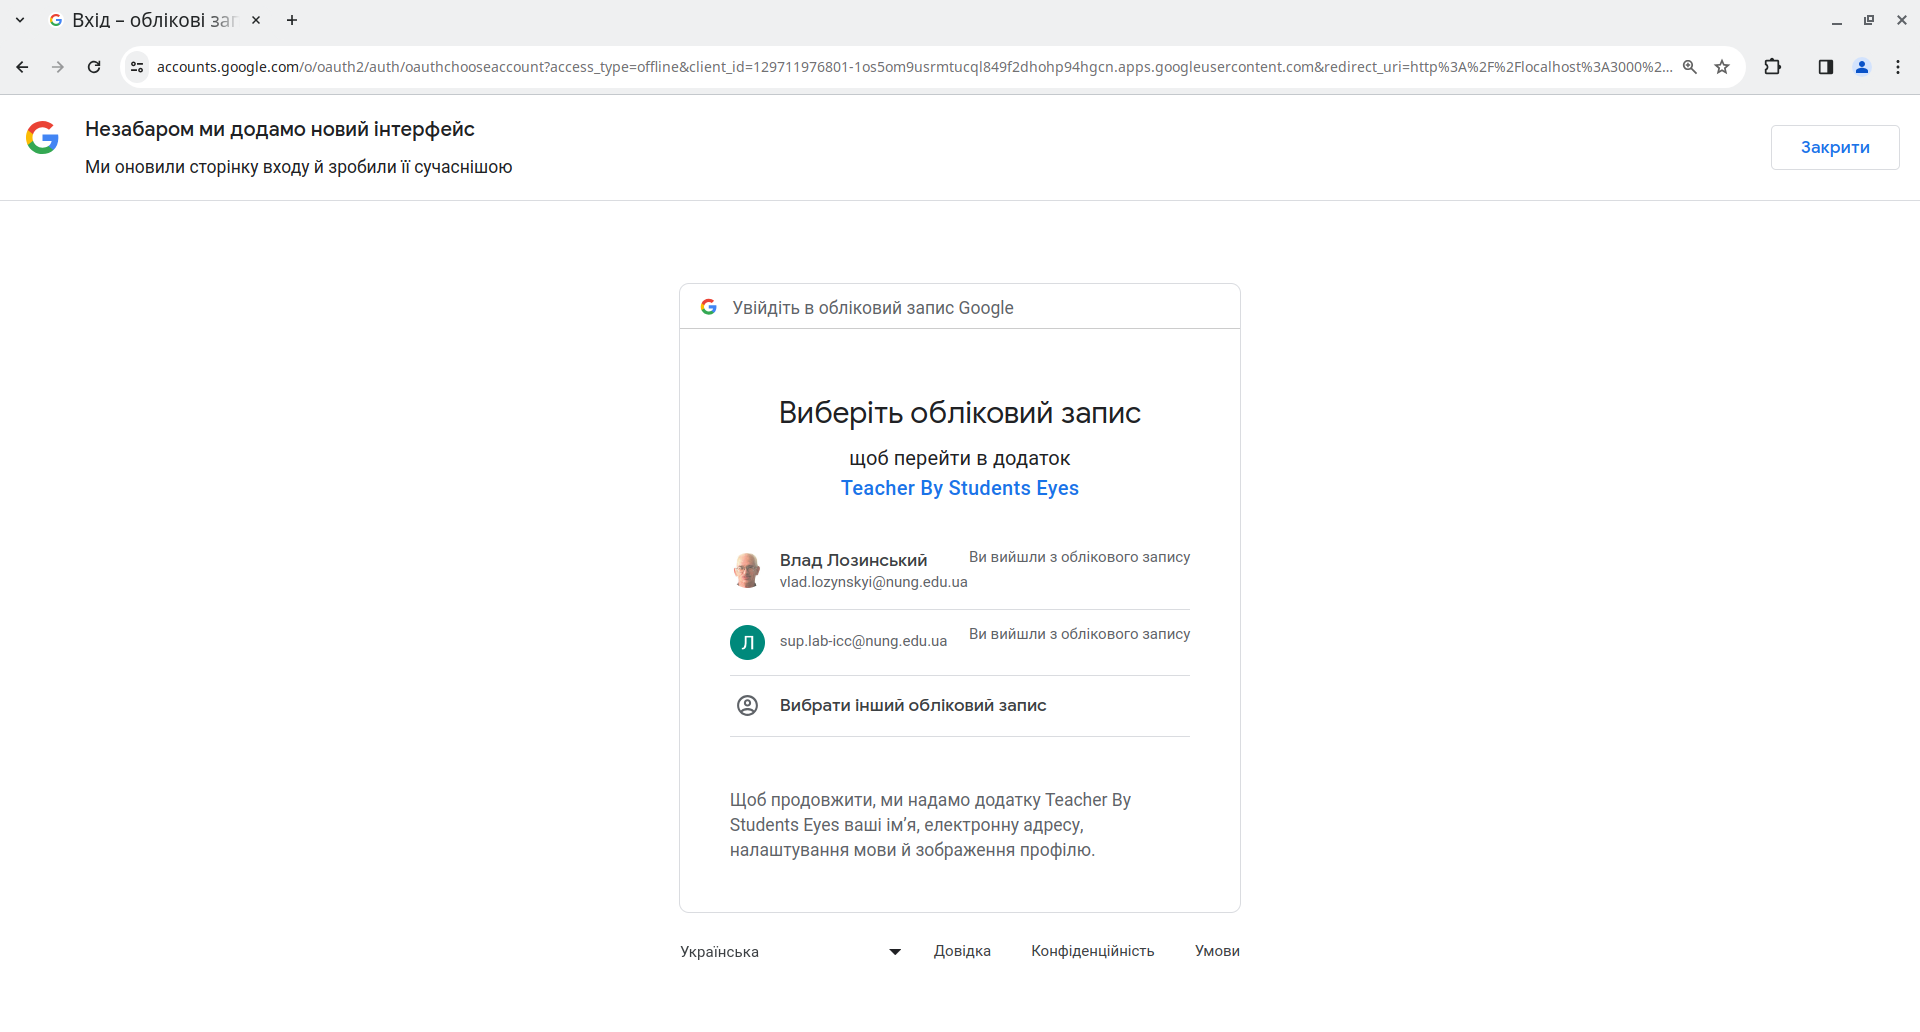 Вхід – облікові зап
accounts.google.com/o/oauth2/auth/oauthchooseaccount?access_type=offline&client_id=129711976801-1os5om9usrmtucql849f2dhohp94hgcn.apps.googleusercontent.com&redirect_uri=http%3A%2F%2Flocalhost%3A3000%2...
Незабаром ми додамо новий інтерфейс
Ми оновили сторінку входу й зробили її сучаснішою
Закрити
Увійдіть в обліковий запис Google
Виберіть обліковий запис
щоб перейти в додаток
Teacher By Students Eyes
Влад Лозинський Ви вийшли з облікового запису
vlad.lozynskyi@nung.edu.ua
Л sup.lab-icc@nung.edu.ua Ви вийшли з облікового запису
Вибрати інший обліковий запис
Щоб продовжити, ми надамо додатку Teacher By
Students Eyes ваші ім’я, електронну адресу,
налаштування мови й зображення профілю.
Українська Довідка Конфіденційність Умови